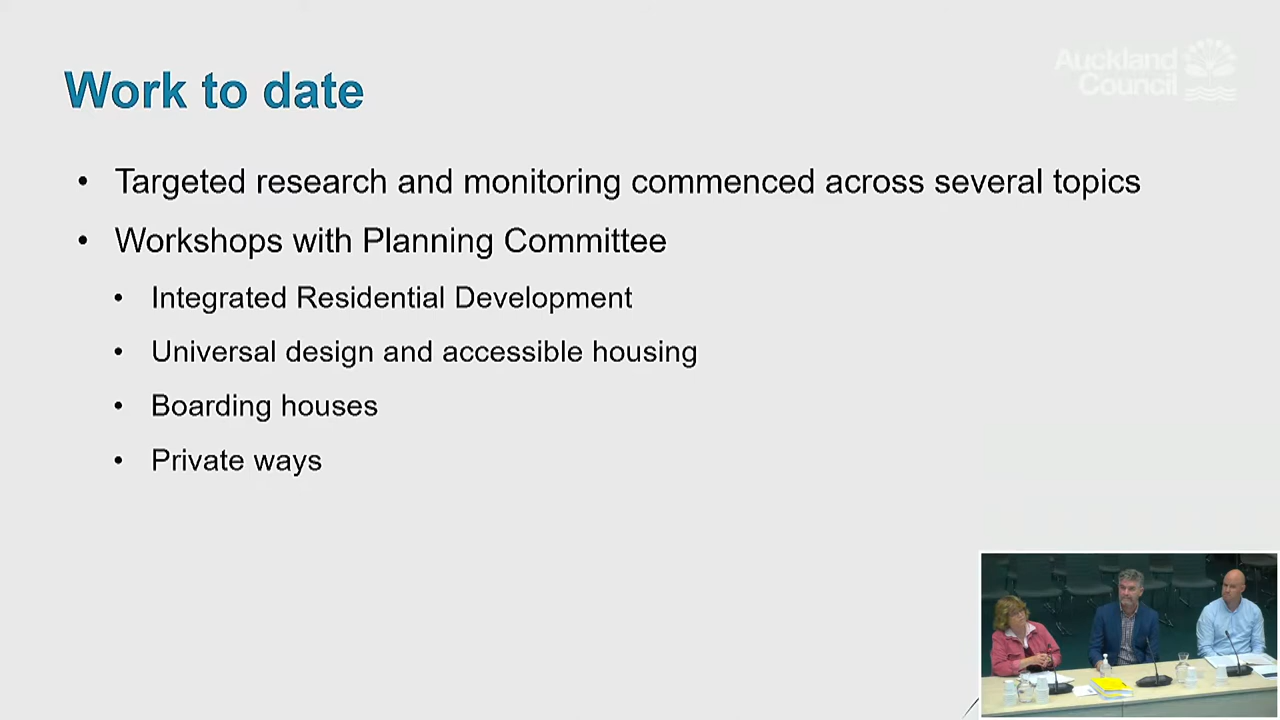 Work to date
Auckland
Council
• Targeted research and monitoring commenced across several topics
• Workshops with Planning Committee
• Integrated Residential Development
• Universal design and accessible housing
• Boarding houses
• Private ways